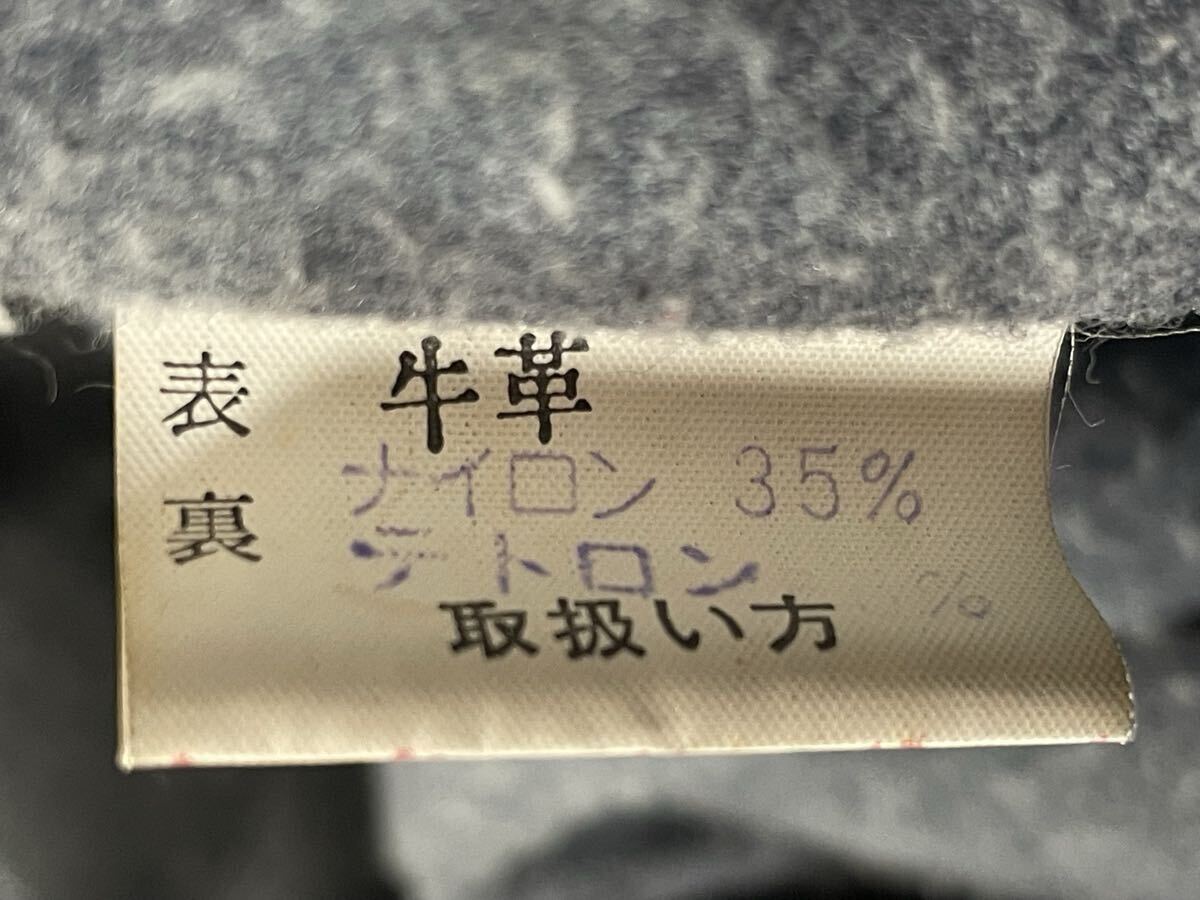 表 牛革
裏 ナイロン 35%
テトロン %
取扱い方